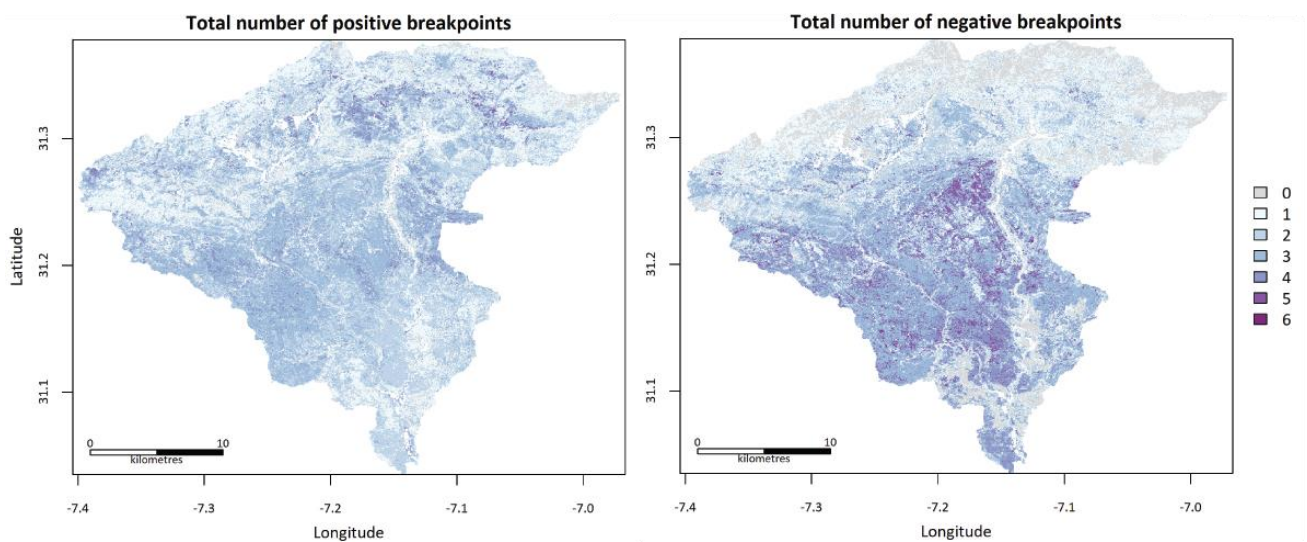 Total number of positive breakpoints
Total number of negative breakpoints
Latitude
31.3
31.2
31.1
0 10
kilometres
-7.4 -7.3 -7.2 -7.1 -7.0
Longitude
31.3
31.2
31.1
0 10
kilometres
-7.4 -7.3 -7.2 -7.1 -7.0
Longitude
0
1
2
3
4
5
6